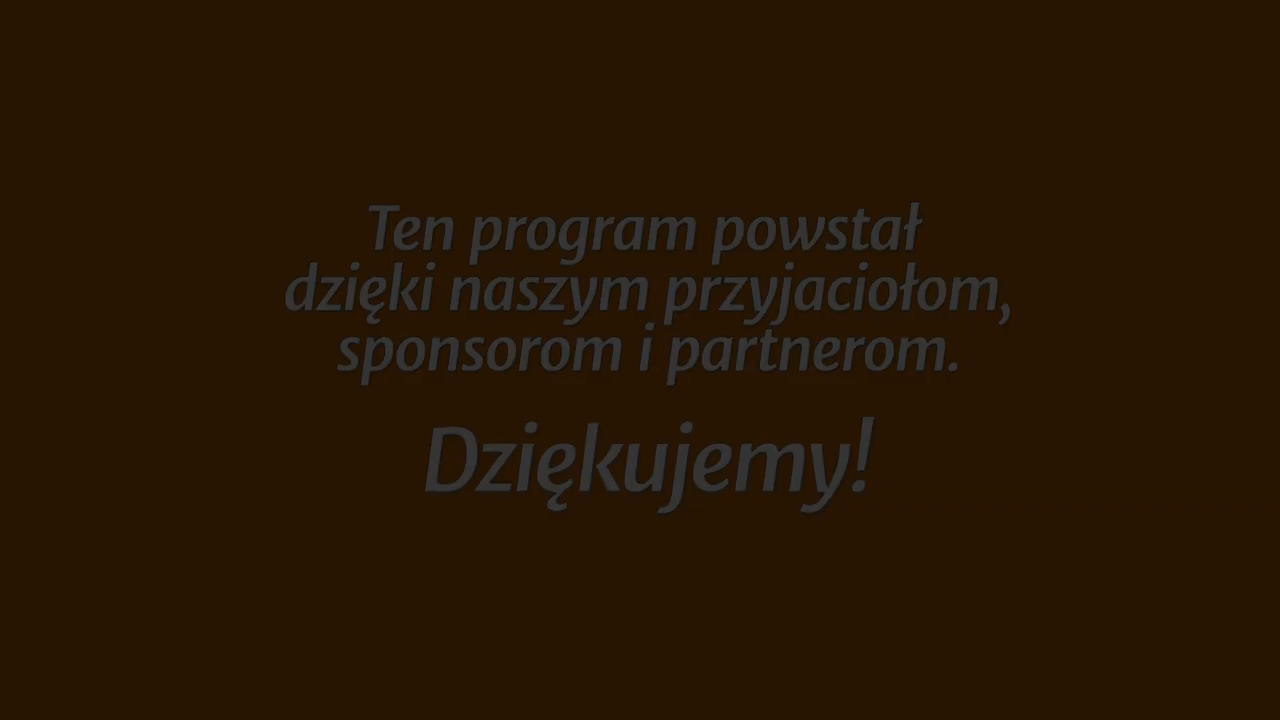 Ten program powstał
dzięki naszym przyjaciołom,
sponsorom i partnerom.
Dziękujemy!